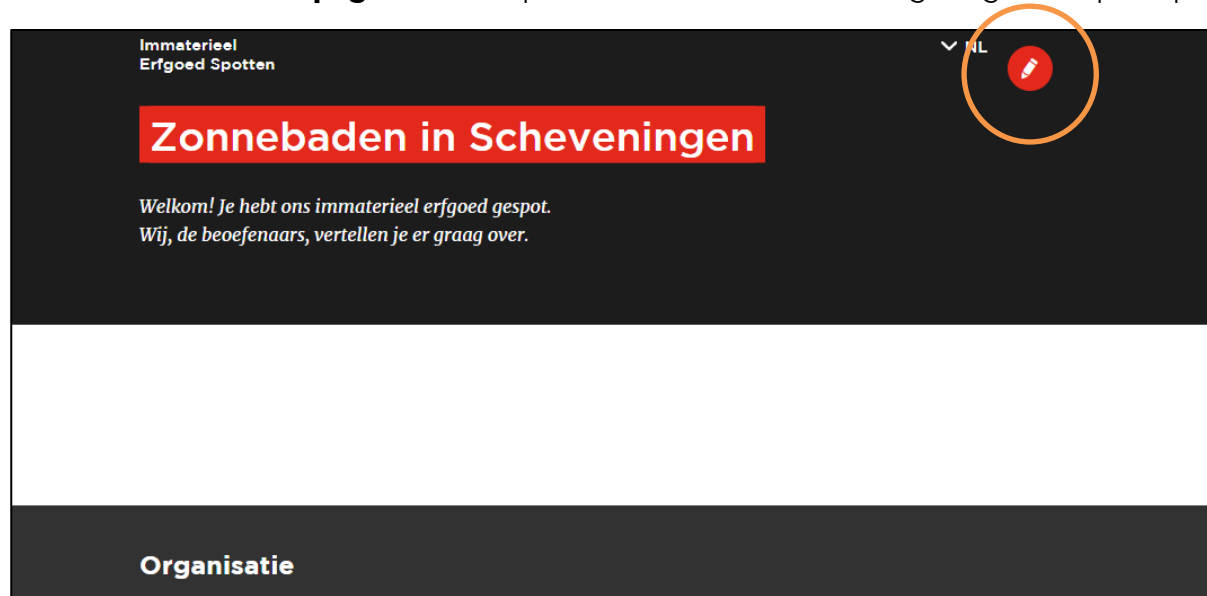 Immaterieel
Erfgoed Spotten
NL
Zonnebaden in Scheveningen
Welkom! Je hebt ons immaterieel erfgoed gespot.
Wij, de beoefenaars, vertellen je er graag over.
Organisatie